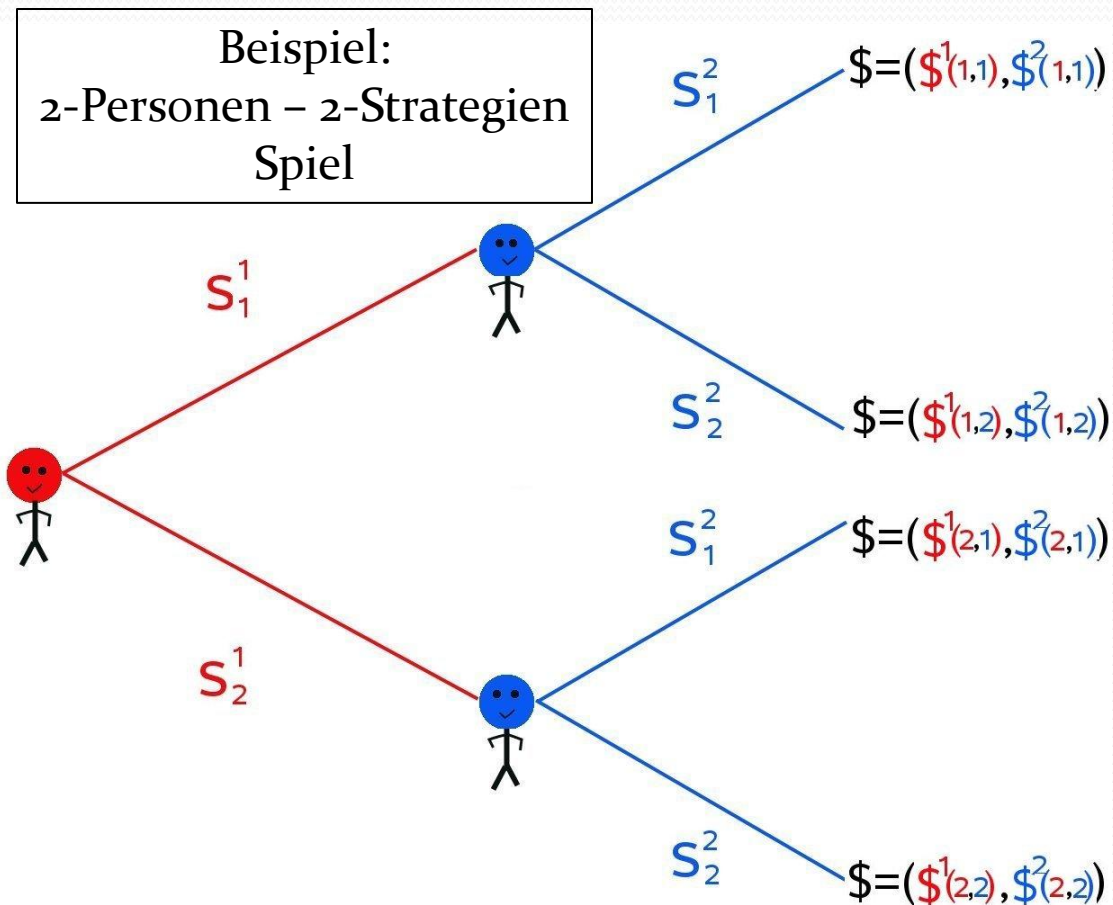 Beispiel:
2-Personen – 2-Strategien
Spiel
S₁²
$=($¹(1,1),$²(1,1))
S₁¹
S₂²
$=($¹(1,2),$²(1,2))
S₁²
$=($¹(2,1),$²(2,1))
S₂¹
S₂²
$=($¹(2,2),$²(2,2))